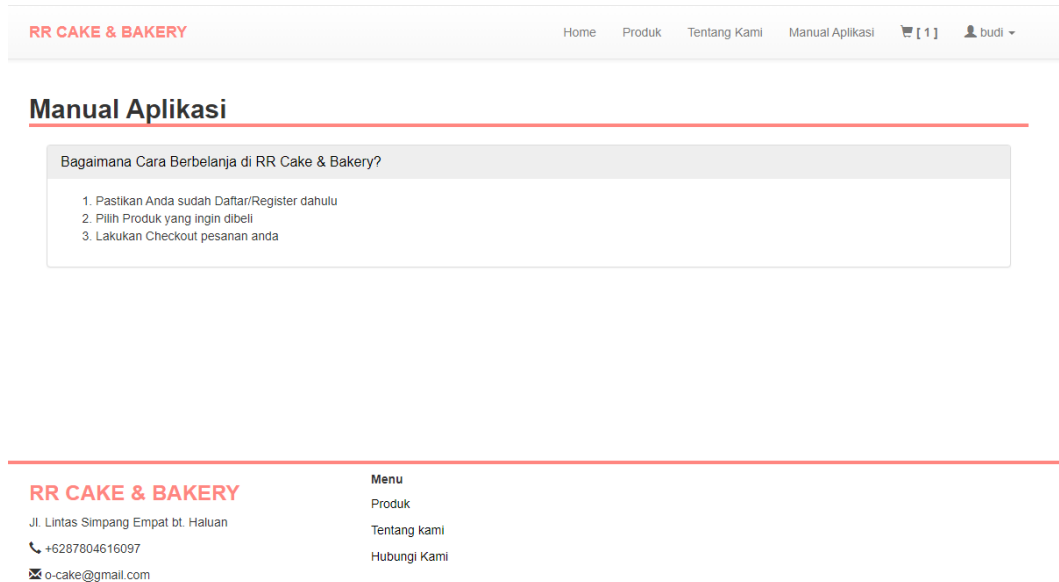 RR CAKE & BAKERY
Home Produk Tentang Kami Manual Aplikasi [ 1 ] budi
Manual Aplikasi
Bagaimana Cara Berbelanja di RR Cake & Bakery?
1. Pastikan Anda sudah Daftar/Register dahulu
2. Pilih Produk yang ingin dibeli
3. Lakukan Checkout pesanan anda
RR CAKE & BAKERY
Jl. Lintas Simpang Empat bt. Haluan
+6287804616097
o-cake@gmail.com
Menu
Produk
Tentang kami
Hubungi Kami